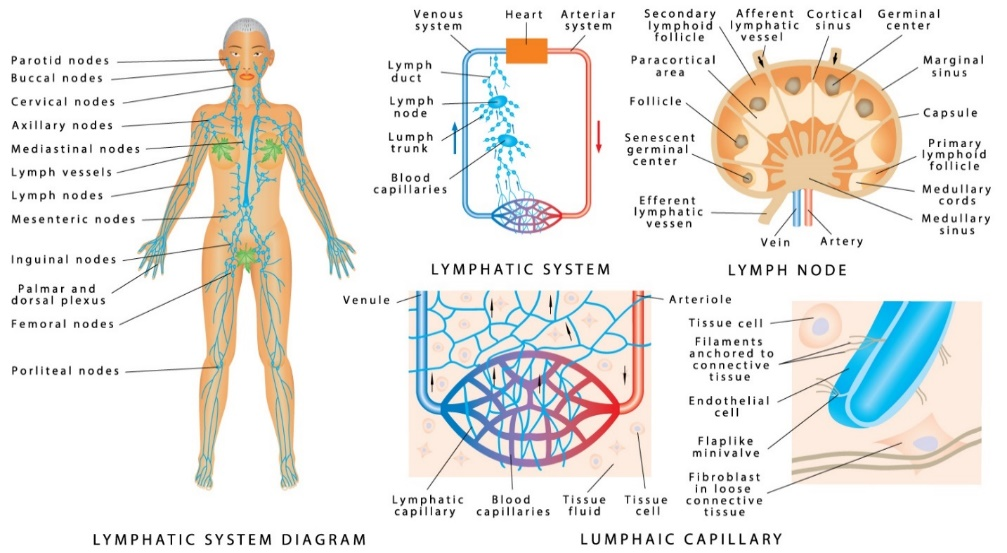 Parotid nodes
Buccal nodes
Cervical nodes
Axillary nodes
Mediastinal nodes
Lymph vessels
Lymph nodes
Mesenteric nodes
Inguinal nodes
Palmar and
dorsal plexus
Femoral nodes
Porliteal nodes
LYMPHATIC SYSTEM DIAGRAM
Venous
system
Heart
Arteriar
system
Lymph
duct
Lymph
node
Lumph
trunk
Blood
capillaries
LYMPHATIC SYSTEM
Secondary
lymphoid
follicle
Afferent
lymphatic
vessel
Cortical
sinus
Germinal
center
Paracortical
area
Follicle
Senescent
germinal
center
Efferent
lymphatic
vessen
Vein
Artery
Marginal
sinus
Capsule
Primary
lymphoid
follicle
Medullary
cords
Medullary
sinus
LYMPH NODE
Venule
Arteriole
Lymphatic
capillary
Blood
capillaries
Tissue
fluid
Tissue
cell
Tissue cell
Filaments
anchored to
connective
tissue
Endothelial
cell
Flaplike
minivalve
Fibroblast
in loose
connective
tissue
LUMPHAIC CAPILLARY